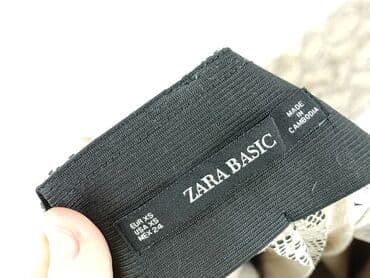 ZARA BASIC
MADE
IN
CAMBODIA
EUR XS
USA XS
MEX 24